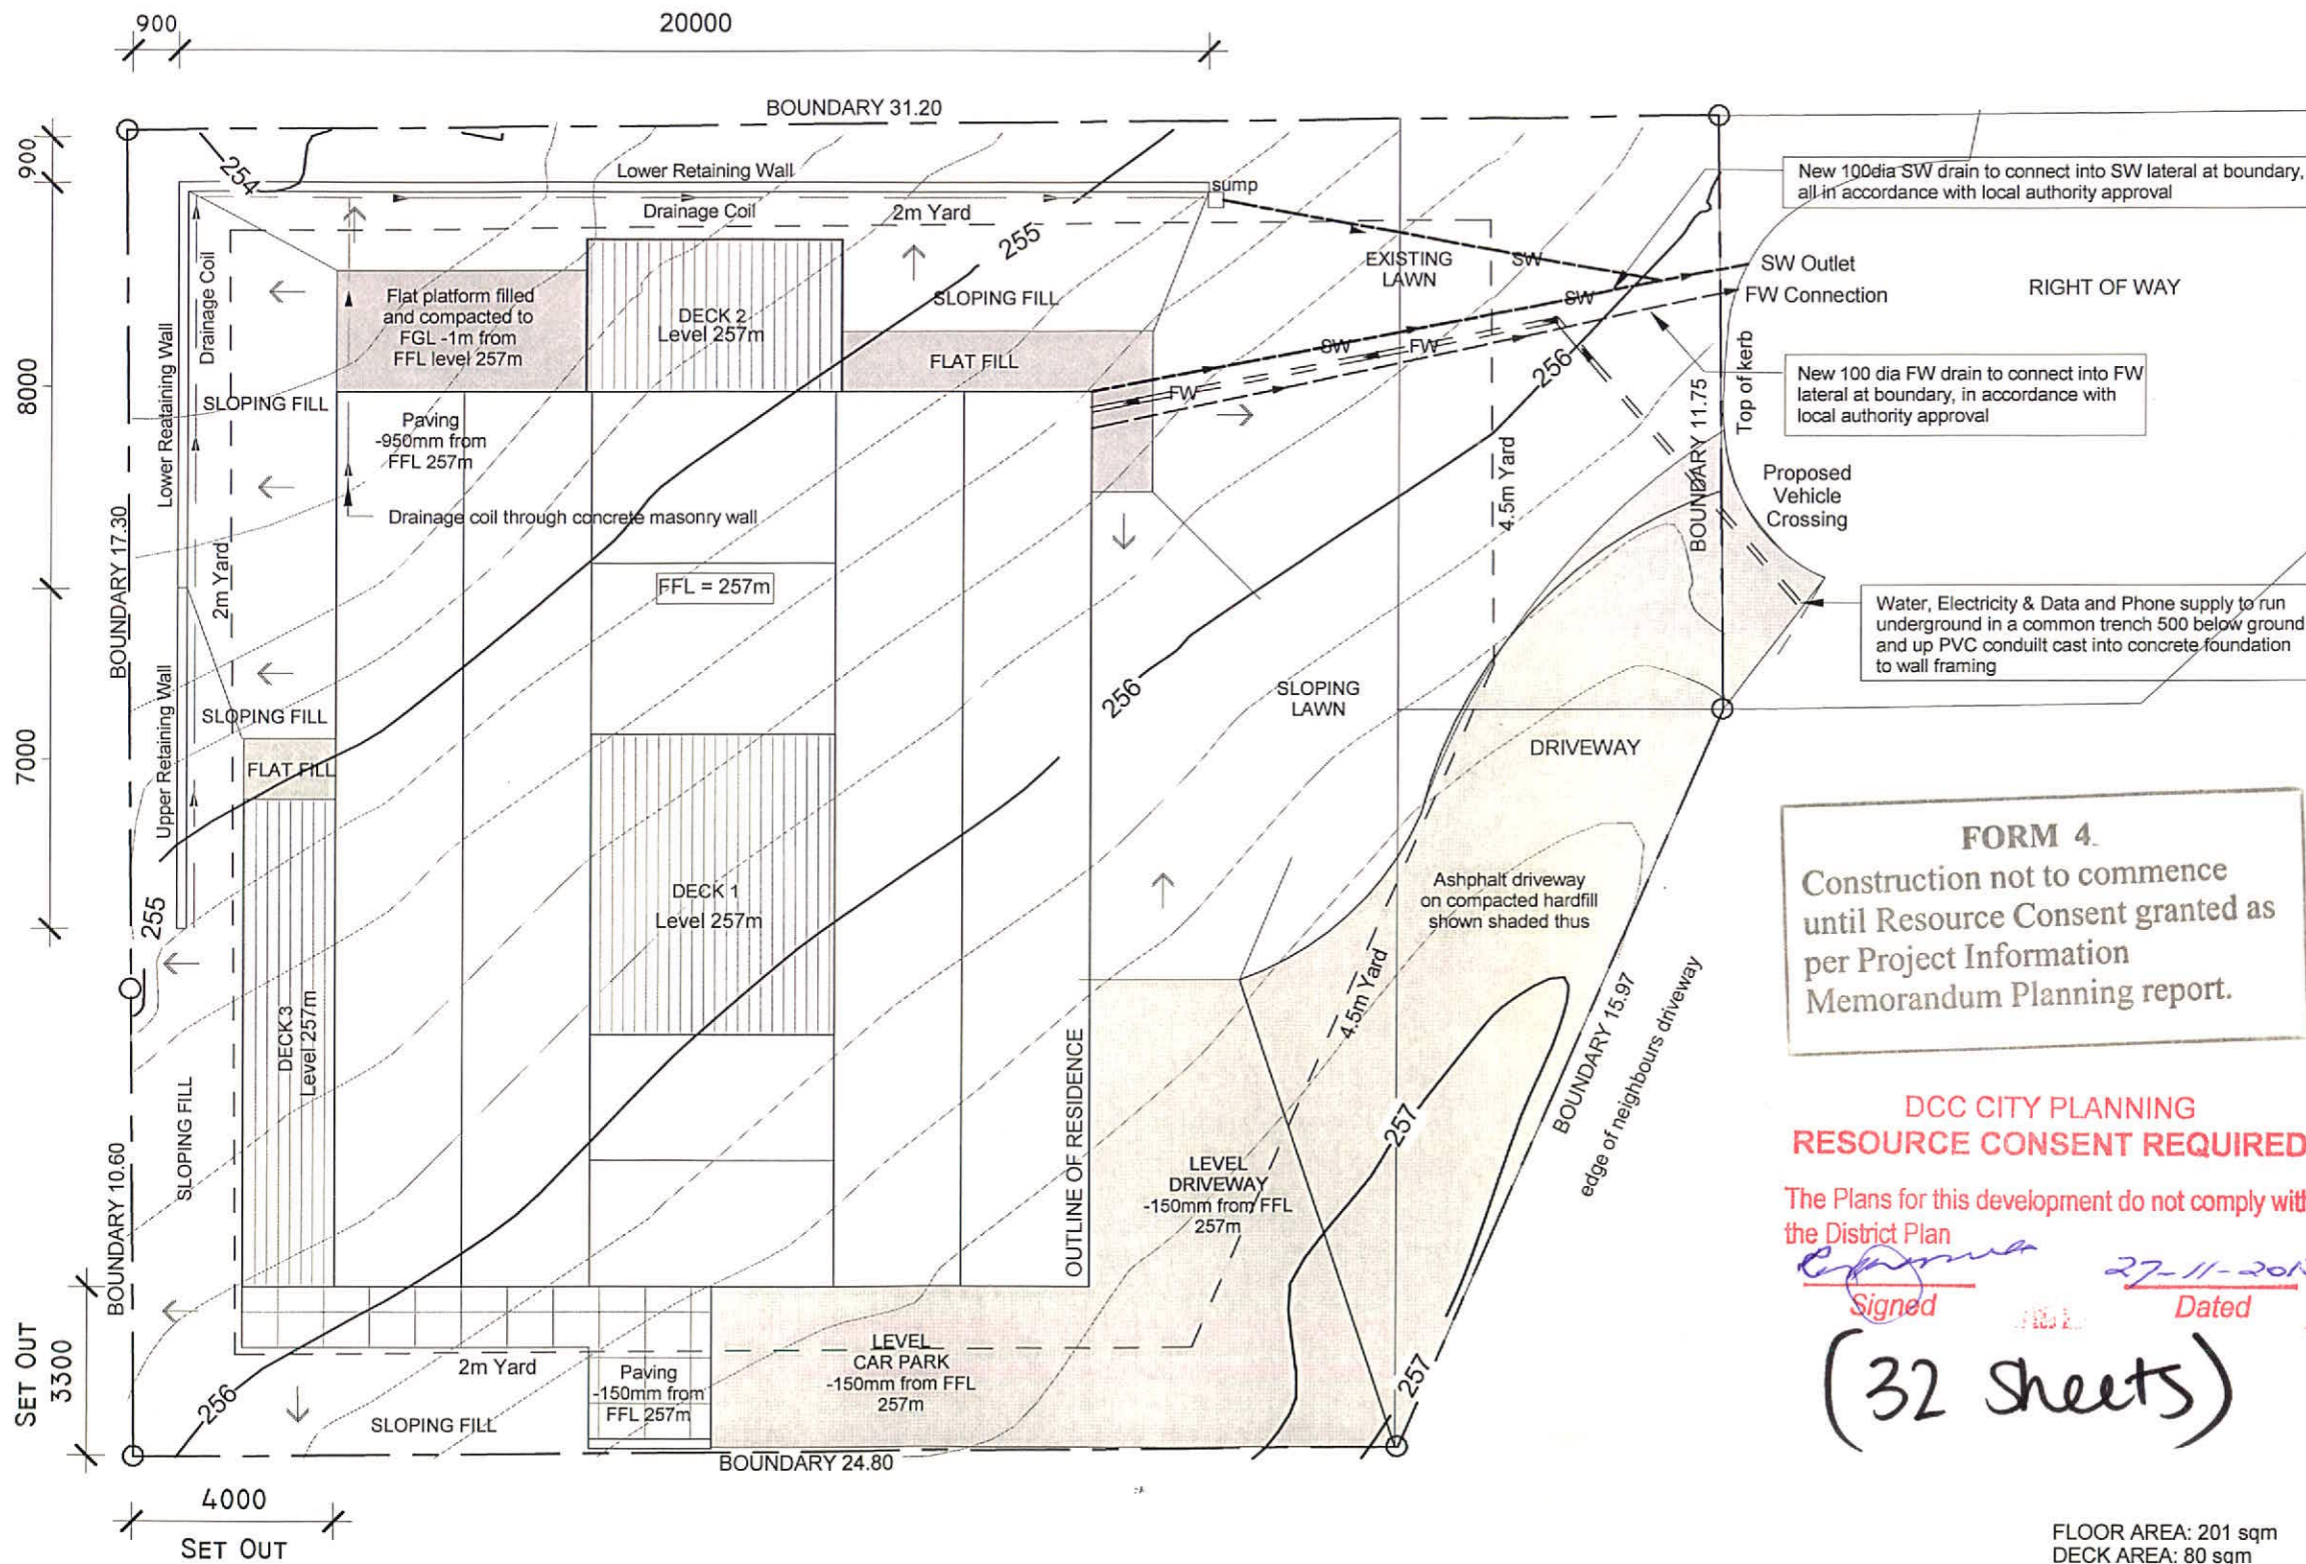 900
20000
BOUNDARY 31.20
900
254
Lower Retaining Wall
sump
New 100dia SW drain to connect into SW lateral at boundary,
all in accordance with local authority approval
Drainage Coil
2m Yard
255
EXISTING
LAWN
SW
SW Outlet
FW Connection
RIGHT OF WAY
Drainage Coil
Flat platform filled
and compacted to
FGL -1m from
FFL level 257m
DECK 2
Level 257m
SLOPING FILL
SW
FLAT FILL
SW
FW
FW
256
Top of kerb
New 100 dia FW drain to connect into FW
lateral at boundary, in accordance with
local authority approval
8000
Lower Reataining Wall
SLOPING FILL
Paving
-950mm from
FFL 257m
Drainage coil through concrete masonry wall
4.5m Yard
BOUNDARY 11.75
Proposed
Vehicle
Crossing
BOUNDARY 17.30
2m Yard
FFL = 257m
Water, Electricity & Data and Phone supply to run
underground in a common trench 500 below ground
and up PVC conduilt cast into concrete foundation
to wall framing
256
SLOPING
LAWN
7000
Upper Retaining Wall
SLOPING FILL
FLAT FILL
DRIVEWAY
FORM 4
Construction not to commence
until Resource Consent granted as
per Project Information
Memorandum Planning report.
DECK 1
Level 257m
Ashphalt driveway
on compacted hardfill
shown shaded thus
255
4.5m Yard
BOUNDARY 15.97
edge of neighbours driveway
DECK 3
Level 257m
OUTLINE OF RESIDENCE
257
BOUNDARY 10.60
SLOPING FILL
LEVEL
DRIVEWAY
-150mm from FFL
257m
DCC CITY PLANNING
RESOURCE CONSENT REQUIRED
The Plans for this development do not comply with
the District Plan
Signed
Dated
(32 sheets)
SET OUT
3300
2m Yard
256
SLOPING FILL
Paving
-150mm from
FFL 257m
LEVEL
CAR PARK
-150mm from FFL
257m
257
BOUNDARY 24.80
4000
SET OUT
FLOOR AREA: 201 sqm
DECK AREA: 80 sqm